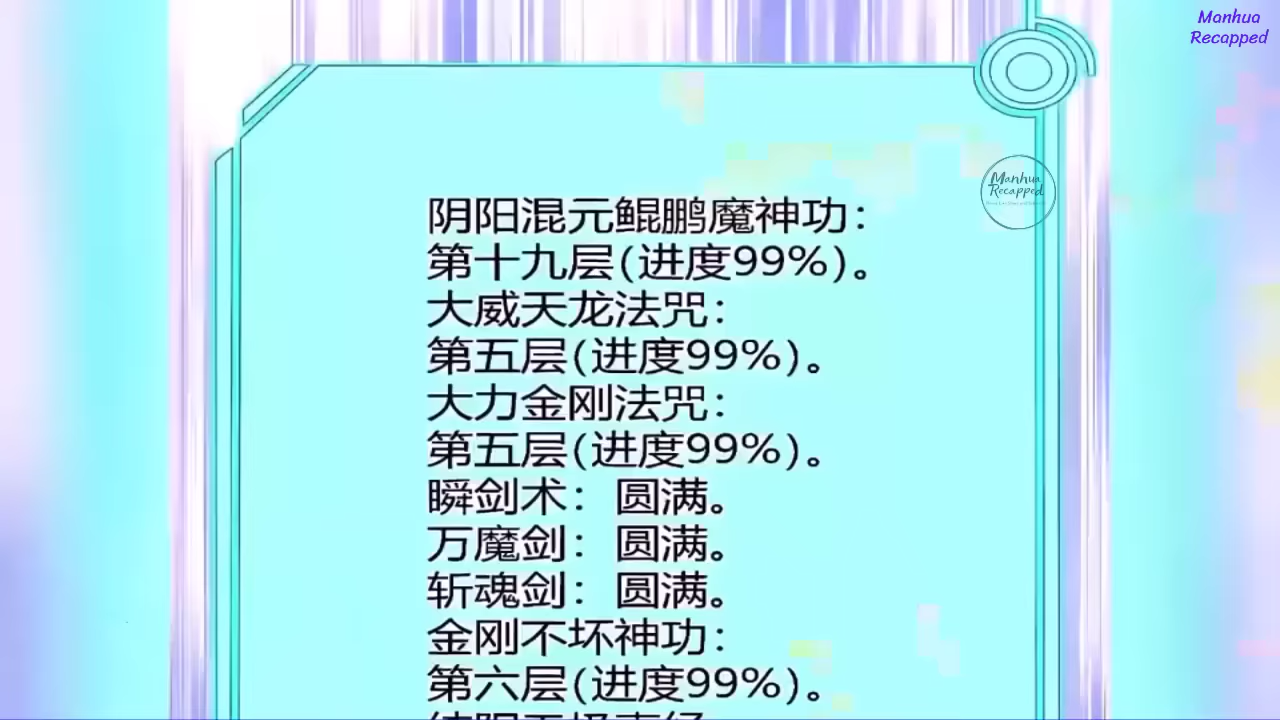 Manhua
Recapped
Manhua
Recapped
阴阳混元鲲鹏魔神功：
第十九层(进度99%)。
大威天龙法咒：
第五层(进度99%)。
大力金刚法咒：
第五层(进度99%)。
瞬剑术： 圆满。
万魔剑： 圆满。
斩魂剑： 圆满。
金刚不坏神功：
第六层(进度99%)。